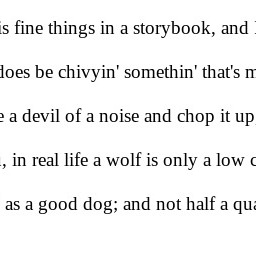 is fine things in a storybook, and
does be chivyin' somethin' that's
a devil of a noise and chop it up
in real life a wolf is only a low
as a good dog; and not half a